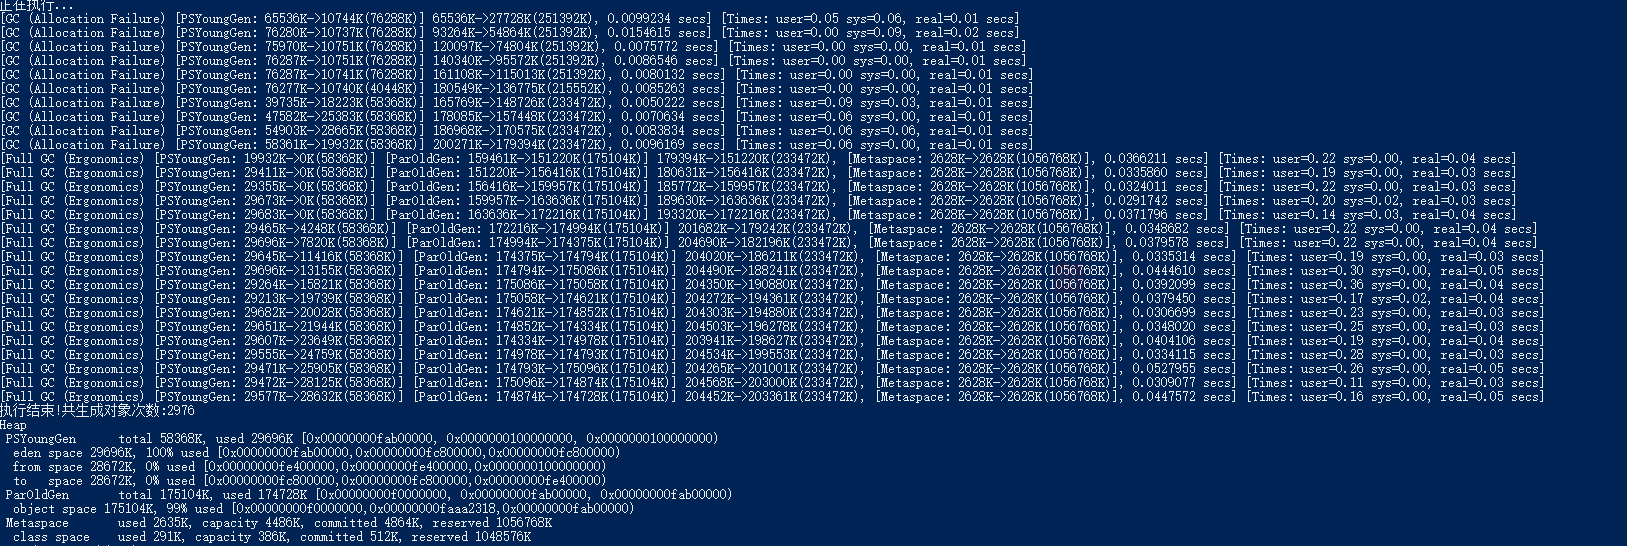 正在执行...
[GC (Allocation Failure) [PSYoungGen: 65536K->10744K(76288K)] 65536K->27728K(251392K), 0.0099234 secs] [Times: user=0.05 sys=0.06, real=0.01 secs]
[GC (Allocation Failure) [PSYoungGen: 76280K->10737K(76288K)] 93264K->54864K(251392K), 0.0154615 secs] [Times: user=0.00 sys=0.09, real=0.02 secs]
[GC (Allocation Failure) [PSYoungGen: 75970K->10751K(76288K)] 120097K->74804K(251392K), 0.0075772 secs] [Times: user=0.00 sys=0.00, real=0.01 secs]
[GC (Allocation Failure) [PSYoungGen: 76287K->10751K(76288K)] 140340K->95572K(251392K), 0.0086546 secs] [Times: user=0.00 sys=0.00, real=0.01 secs]
[GC (Allocation Failure) [PSYoungGen: 76287K->10741K(76288K)] 161108K->115013K(251392K), 0.0080132 secs] [Times: user=0.00 sys=0.00, real=0.01 secs]
[GC (Allocation Failure) [PSYoungGen: 76277K->10740K(40448K)] 180549K->136775K(215552K), 0.0085263 secs] [Times: user=0.00 sys=0.00, real=0.01 secs]
[GC (Allocation Failure) [PSYoungGen: 39735K->18223K(58368K)] 165769K->148726K(233472K), 0.0050222 secs] [Times: user=0.09 sys=0.03, real=0.01 secs]
[GC (Allocation Failure) [PSYoungGen: 47582K->25383K(58368K)] 178085K->157448K(233472K), 0.0070634 secs] [Times: user=0.06 sys=0.00, real=0.01 secs]
[GC (Allocation Failure) [PSYoungGen: 54903K->28665K(58368K)] 186968K->170575K(233472K), 0.0083834 secs] [Times: user=0.06 sys=0.06, real=0.01 secs]
[GC (Allocation Failure) [PSYoungGen: 58361K->19932K(58368K)] 200271K->179394K(233472K), 0.0096169 secs] [Times: user=0.06 sys=0.00, real=0.01 secs]
[Full GC (Ergonomics) [PSYoungGen: 19932K->0K(58368K)] [ParOldGen: 159461K->151220K(175104K)] 179394K->151220K(233472K), [Metaspace: 2628K->2628K(1056768K)], 0.0366211 secs] [Times: user=0.22 sys=0.00, real=0.04 secs]
[Full GC (Ergonomics) [PSYoungGen: 29411K->0K(58368K)] [ParOldGen: 151220K->156416K(175104K)] 180631K->156416K(233472K), [Metaspace: 2628K->2628K(1056768K)], 0.0335860 secs] [Times: user=0.19 sys=0.00, real=0.03 secs]
[Full GC (Ergonomics) [PSYoungGen: 29355K->0K(58368K)] [ParOldGen: 156416K->159957K(175104K)] 185772K->159957K(233472K), [Metaspace: 2628K->2628K(1056768K)], 0.0324011 secs] [Times: user=0.22 sys=0.00, real=0.03 secs]
[Full GC (Ergonomics) [PSYoungGen: 29673K->0K(58368K)] [ParOldGen: 159957K->163636K(175104K)] 189630K->163636K(233472K), [Metaspace: 2628K->2628K(1056768K)], 0.0291742 secs] [Times: user=0.20 sys=0.02, real=0.03 secs]
[Full GC (Ergonomics) [PSYoungGen: 29683K->0K(58368K)] [ParOldGen: 163636K->172216K(175104K)] 193320K->172216K(233472K), [Metaspace: 2628K->2628K(1056768K)], 0.0371796 secs] [Times: user=0.14 sys=0.03, real=0.04 secs]
[Full GC (Ergonomics) [PSYoungGen: 29465K->4248K(58368K)] [ParOldGen: 172216K->174994K(175104K)] 201682K->179242K(233472K), [Metaspace: 2628K->2628K(1056768K)], 0.0348682 secs] [Times: user=0.22 sys=0.00, real=0.04 secs]
[Full GC (Ergonomics) [PSYoungGen: 29696K->7820K(58368K)] [ParOldGen: 174994K->174375K(175104K)] 204690K->182196K(233472K), [Metaspace: 2628K->2628K(1056768K)], 0.0379578 secs] [Times: user=0.22 sys=0.00, real=0.04 secs]
[Full GC (Ergonomics) [PSYoungGen: 29645K->11416K(58368K)] [ParOldGen: 174375K->174794K(175104K)] 204020K->186211K(233472K), [Metaspace: 2628K->2628K(1056768K)], 0.0335314 secs] [Times: user=0.19 sys=0.00, real=0.03 secs]
[Full GC (Ergonomics) [PSYoungGen: 29696K->13155K(58368K)] [ParOldGen: 174794K->175086K(175104K)] 204490K->188241K(233472K), [Metaspace: 2628K->2628K(1056768K)], 0.0444610 secs] [Times: user=0.30 sys=0.00, real=0.05 secs]
[Full GC (Ergonomics) [PSYoungGen: 29264K->15821K(58368K)] [ParOldGen: 175086K->175058K(175104K)] 204350K->190880K(233472K), [Metaspace: 2628K->2628K(1056768K)], 0.0392099 secs] [Times: user=0.36 sys=0.00, real=0.04 secs]
[Full GC (Ergonomics) [PSYoungGen: 29213K->19739K(58368K)] [ParOldGen: 175058K->174621K(175104K)] 204272K->194361K(233472K), [Metaspace: 2628K->2628K(1056768K)], 0.0379450 secs] [Times: user=0.17 sys=0.02, real=0.04 secs]
[Full GC (Ergonomics) [PSYoungGen: 29682K->20028K(58368K)] [ParOldGen: 174621K->174852K(175104K)] 204303K->194880K(233472K), [Metaspace: 2628K->2628K(1056768K)], 0.0306699 secs] [Times: user=0.23 sys=0.00, real=0.03 secs]
[Full GC (Ergonomics) [PSYoungGen: 29651K->21944K(58368K)] [ParOldGen: 174852K->174334K(175104K)] 204503K->196278K(233472K), [Metaspace: 2628K->2628K(1056768K)], 0.0348020 secs] [Times: user=0.25 sys=0.00, real=0.03 secs]
[Full GC (Ergonomics) [PSYoungGen: 29607K->23649K(58368K)] [ParOldGen: 174334K->174978K(175104K)] 203941K->198627K(233472K), [Metaspace: 2628K->2628K(1056768K)], 0.0404106 secs] [Times: user=0.19 sys=0.00, real=0.04 secs]
[Full GC (Ergonomics) [PSYoungGen: 29555K->24759K(58368K)] [ParOldGen: 174978K->174793K(175104K)] 204534K->199553K(233472K), [Metaspace: 2628K->2628K(1056768K)], 0.0334115 secs] [Times: user=0.28 sys=0.00, real=0.03 secs]
[Full GC (Ergonomics) [PSYoungGen: 29471K->25905K(58368K)] [ParOldGen: 174793K->175096K(175104K)] 204265K->201001K(233472K), [Metaspace: 2628K->2628K(1056768K)], 0.0527955 secs] [Times: user=0.26 sys=0.00, real=0.05 secs]
[Full GC (Ergonomics) [PSYoungGen: 29472K->28125K(58368K)] [ParOldGen: 175096K->174874K(175104K)] 204568K->203000K(233472K), [Metaspace: 2628K->2628K(1056768K)], 0.0309077 secs] [Times: user=0.11 sys=0.00, real=0.03 secs]
[Full GC (Ergonomics) [PSYoungGen: 29577K->28632K(58368K)] [ParOldGen: 174874K->174728K(175104K)] 204452K->203361K(233472K), [Metaspace: 2628K->2628K(1056768K)], 0.0447572 secs] [Times: user=0.16 sys=0.00, real=0.05 secs]
执行结束!共生成对象次数:2976
Heap
PSYoungGen total 58368K, used 29696K [0x00000000fab00000, 0x0000000100000000, 0x0000000100000000)
eden space 29696K, 100% used [0x00000000fab00000,0x00000000fc800000,0x00000000fc800000)
from space 28672K, 0% used [0x00000000fe400000,0x00000000fe400000,0x0000000100000000)
to space 28672K, 0% used [0x00000000fc800000,0x00000000fc800000,0x00000000fe400000)
ParOldGen total 175104K, used 174728K [0x00000000f0000000, 0x00000000fab00000, 0x00000000fab00000)
object space 175104K, 99% used [0x00000000f0000000,0x00000000faaa2318,0x00000000fab00000)
Metaspace used 2635K, capacity 4486K, committed 4864K, reserved 1056768K
class space used 291K, capacity 386K, committed 512K, reserved 1048576K